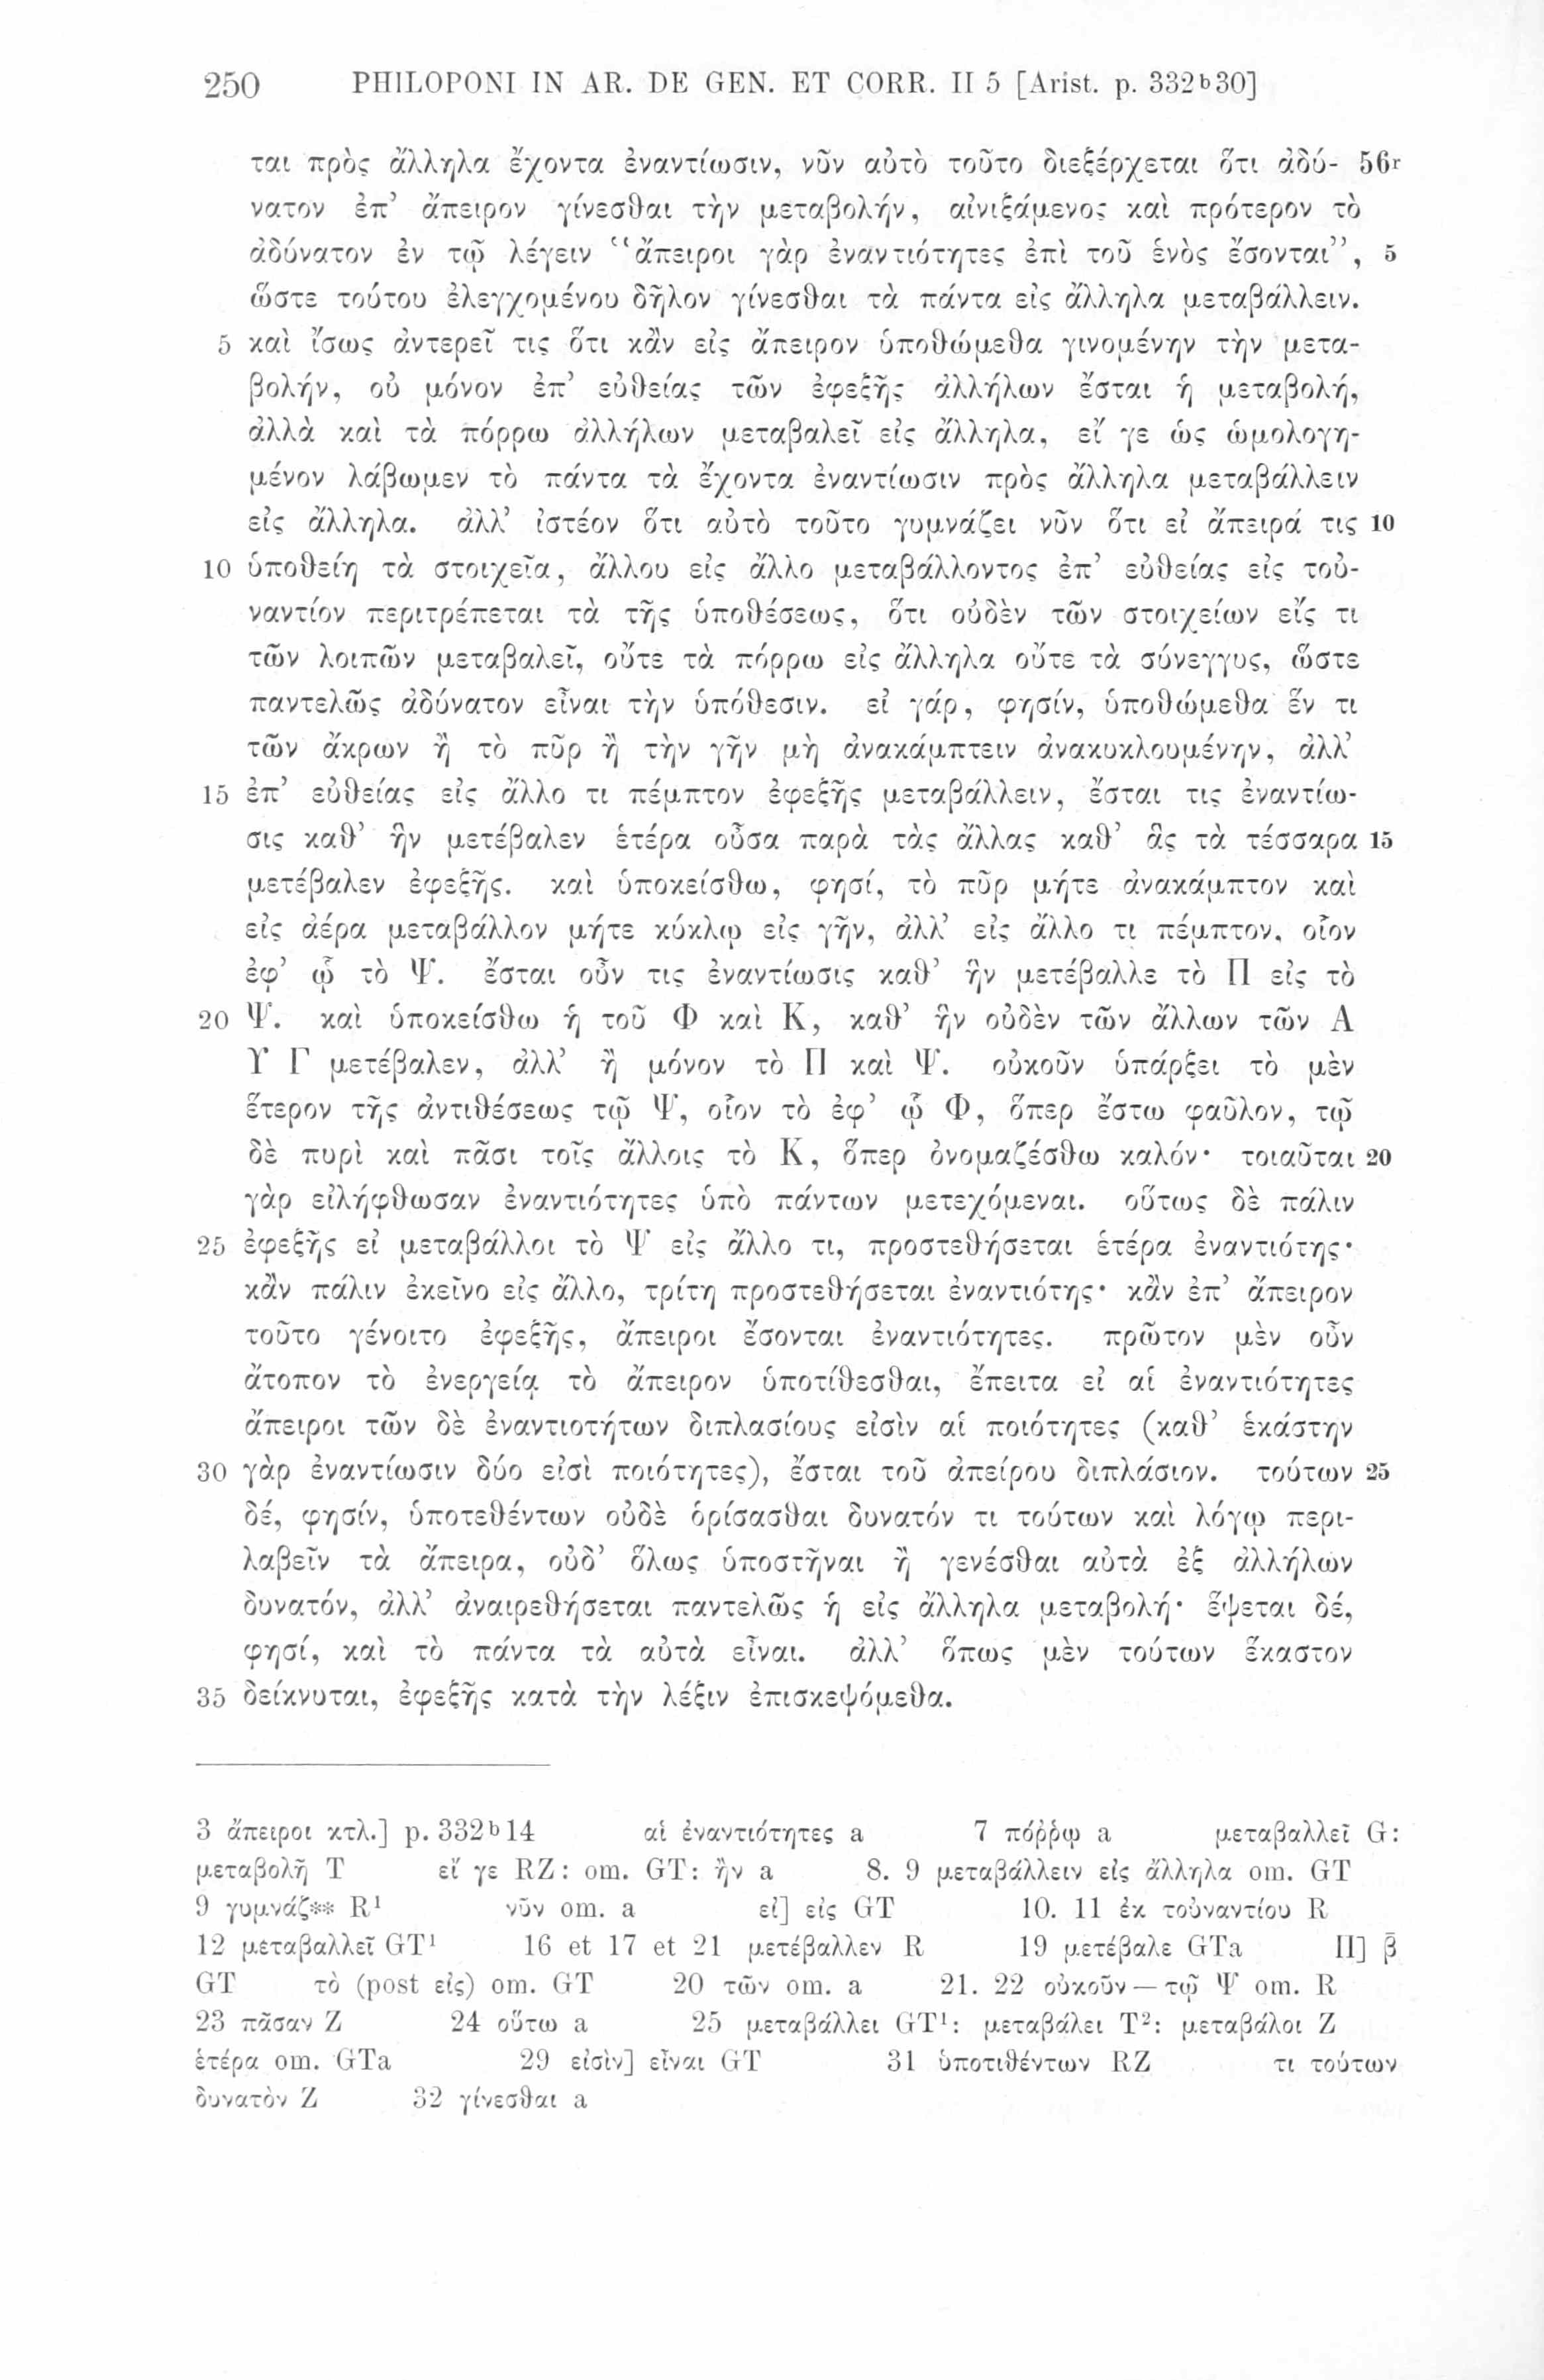 250 PHILOPONI IN AR. DE GEN. ET CORR. II 5 [Arist. p. 332b30]
ται πρὸς ἄλληλα ἔχοντα ἐναντίωσιν, νῦν αὐτὸ τοῦτο διεξέρχεται ὅτι ἀδύ- 56r
νατον ἐπ’ ἄπειρον γίνεσθαι τὴν μεταβολήν, αἰνιξάμενος καὶ πρότερον τὸ
ἀδύνατον ἐν τῷ λέγειν “ἄπειροι γὰρ ἐναντιότητες ἐπὶ τοῦ ἑνὸς ἔσονται”, 5
ὥστε τούτου ἐλεγχομένου δῆλον γίνεσθαι τὰ πάντα εἰς ἄλληλα μεταβάλλειν.
5 καὶ ἴσως ἀντερεῖ τις ὅτι κἂν εἰς ἄπειρον ὑποθώμεθα γινομένην τὴν μετα-
βολήν, οὐ μόνον ἐπ’ εὐθείας τῶν ἐφεξῆς ἀλλήλων ἔσται ἡ μεταβολή,
ἀλλὰ καὶ τὰ πόρρω ἀλλήλων μεταβαλεῖ εἰς ἄλληλα, εἴ γε ὡς ὡμολογη-
μένον λάβωμεν τὸ πάντα τὰ ἔχοντα ἐναντίωσιν πρὸς ἄλληλα μεταβάλλειν
εἰς ἄλληλα. ἀλλ’ ἰστέον ὅτι αὐτὸ τοῦτο γυμνάζει νῦν ὅτι εἰ ἄπειρά τις 10
10 ὑποθείη τὰ στοιχεῖα, ἄλλου εἰς ἄλλο μεταβάλλοντος ἐπ’ εὐθείας εἰς τοὐ-
ναντίον περιτρέπεται τὰ τῆς ὑποθέσεως, ὅτι οὐδὲν τῶν στοιχείων εἴς τι
τῶν λοιπῶν μεταβαλεῖ, οὔτε τὰ πόρρω εἰς ἄλληλα οὔτε τὰ σύνεγγυς, ὥστε
παντελῶς ἀδύνατον εἶναι τὴν ὑπόθεσιν. εἰ γάρ, φησίν, ὑποθώμεθα ἕν τι
τῶν ἄκρων ἢ τὸ πῦρ ἢ τὴν γῆν μὴ ἀνακάμπτειν ἀνακυκλουμένην, ἀλλ’
15 ἐπ’ εὐθείας εἰς ἄλλο τι πέμπτον ἐφεξῆς μεταβάλλειν, ἔσται τις ἐναντίω-
σις καθ’ ἣν μετέβαλεν ἑτέρα οὖσα παρὰ τὰς ἄλλας καθ’ ἃς τὰ τέσσαρα 15
μετέβαλεν ἐφεξῆς. καὶ ὑποκείσθω, φησί, τὸ πῦρ μήτε ἀνακάμπτον καὶ
εἰς ἀέρα μεταβάλλον μήτε κύκλῳ εἰς γῆν, ἀλλ’ εἰς ἄλλο τι πέμπτον, οἷον
ἐφ’ ᾧ τὸ Ψ. ἔσται οὖν τις ἐναντίωσις καθ’ ἣν μετέβαλλε τὸ Π εἰς τὸ
20 Ψ. καὶ ὑποκείσθω ἡ τοῦ Φ καὶ Κ, καθ’ ἣν οὐδὲν τῶν ἄλλων τῶν Α
Υ Γ μετέβαλεν, ἀλλ’ ἢ μόνον τὸ Π καὶ Ψ. οὐκοῦν ὑπάρξει τὸ μὲν
ἕτερον τῆς ἀντιθέσεως τῷ Ψ, οἷον τὸ ἐφ’ ᾧ Φ, ὅπερ ἔστω φαῦλον, τῷ
δὲ πυρὶ καὶ πᾶσι τοῖς ἄλλοις τὸ Κ, ὅπερ ὀνομαζέσθω καλόν· τοιαῦται 20
γὰρ εἰλήφθωσαν ἐναντιότητες ὑπὸ πάντων μετεχόμεναι. οὕτως δὲ πάλιν
25 ἐφεξῆς εἰ μεταβάλλοι τὸ Ψ εἰς ἄλλο τι, προστεθήσεται ἑτέρα ἐναντιότης·
κἂν πάλιν ἐκεῖνο εἰς ἄλλο, τρίτη προστεθήσεται ἐναντιότης· κἂν ἐπ’ ἄπειρον
τοῦτο γένοιτο ἐφεξῆς, ἄπειροι ἔσονται ἐναντιότητες. πρῶτον μὲν οὖν
ἄτοπον τὸ ἐνεργείᾳ τὸ ἄπειρον ὑποτίθεσθαι, ἔπειτα εἰ αἱ ἐναντιότητες
ἄπειροι τῶν δὲ ἐναντιοτήτων διπλασίους εἰσὶν αἱ ποιότητες (καθ’ ἑκάστην
30 γὰρ ἐναντίωσιν δύο εἰσὶ ποιότητες), ἔσται τοῦ ἀπείρου διπλάσιον. τούτων 25
δέ, φησίν, ὑποτεθέντων οὐδὲ ὁρίσασθαι δυνατόν τι τούτων καὶ λόγῳ περι-
λαβεῖν τὰ ἄπειρα, οὐδ’ ὅλως ὑποστῆναι ἢ γενέσθαι αὐτὰ ἐξ ἀλλήλων
δυνατόν, ἀλλ’ ἀναιρεθήσεται παντελῶς ἡ εἰς ἄλληλα μεταβολή· ἕψεται δέ,
φησί, καὶ τὸ πάντα τὰ αὐτὰ εἶναι. ἀλλ’ ὅπως μὲν τούτων ἕκαστον
35 δείκνυται, ἐφεξῆς κατὰ τὴν λέξιν ἐπισκεψόμεθα.
3 ἄπειροι κτλ.] p. 332b14 αἱ ἐναντιότητες a 7 πόῤῥω a μεταβαλλεῖ G:
μεταβολῇ T εἴ γε RZ: om. GT: ἣν a 8. 9 μεταβάλλειν εἰς ἄλληλα om. GT
9 γυμνάζ** R1 νῦν om. a εἰ] εἰς GT 10. 11 ἐκ τοὐναντίου R
12 μεταβαλλεῖ GT1 16 et 17 et 21 μετέβαλλεν R 19 μετέβαλε GTa Π] β̄
GT τὸ (post εἰς) om. GT 20 τῶν om. a 21. 22 οὐκοῦν — τῷ Ψ om. R
23 πᾶσαν Z 24 οὕτω a 25 μεταβάλλει GT1: μεταβάλει T2: μεταβάλοι Z
ἑτέρα om. GTa 29 εἰσὶν] εἶναι GT 31 ὑποτιθέντων RZ τι τούτων
δυνατὸν Z 32 γίνεσθαι a